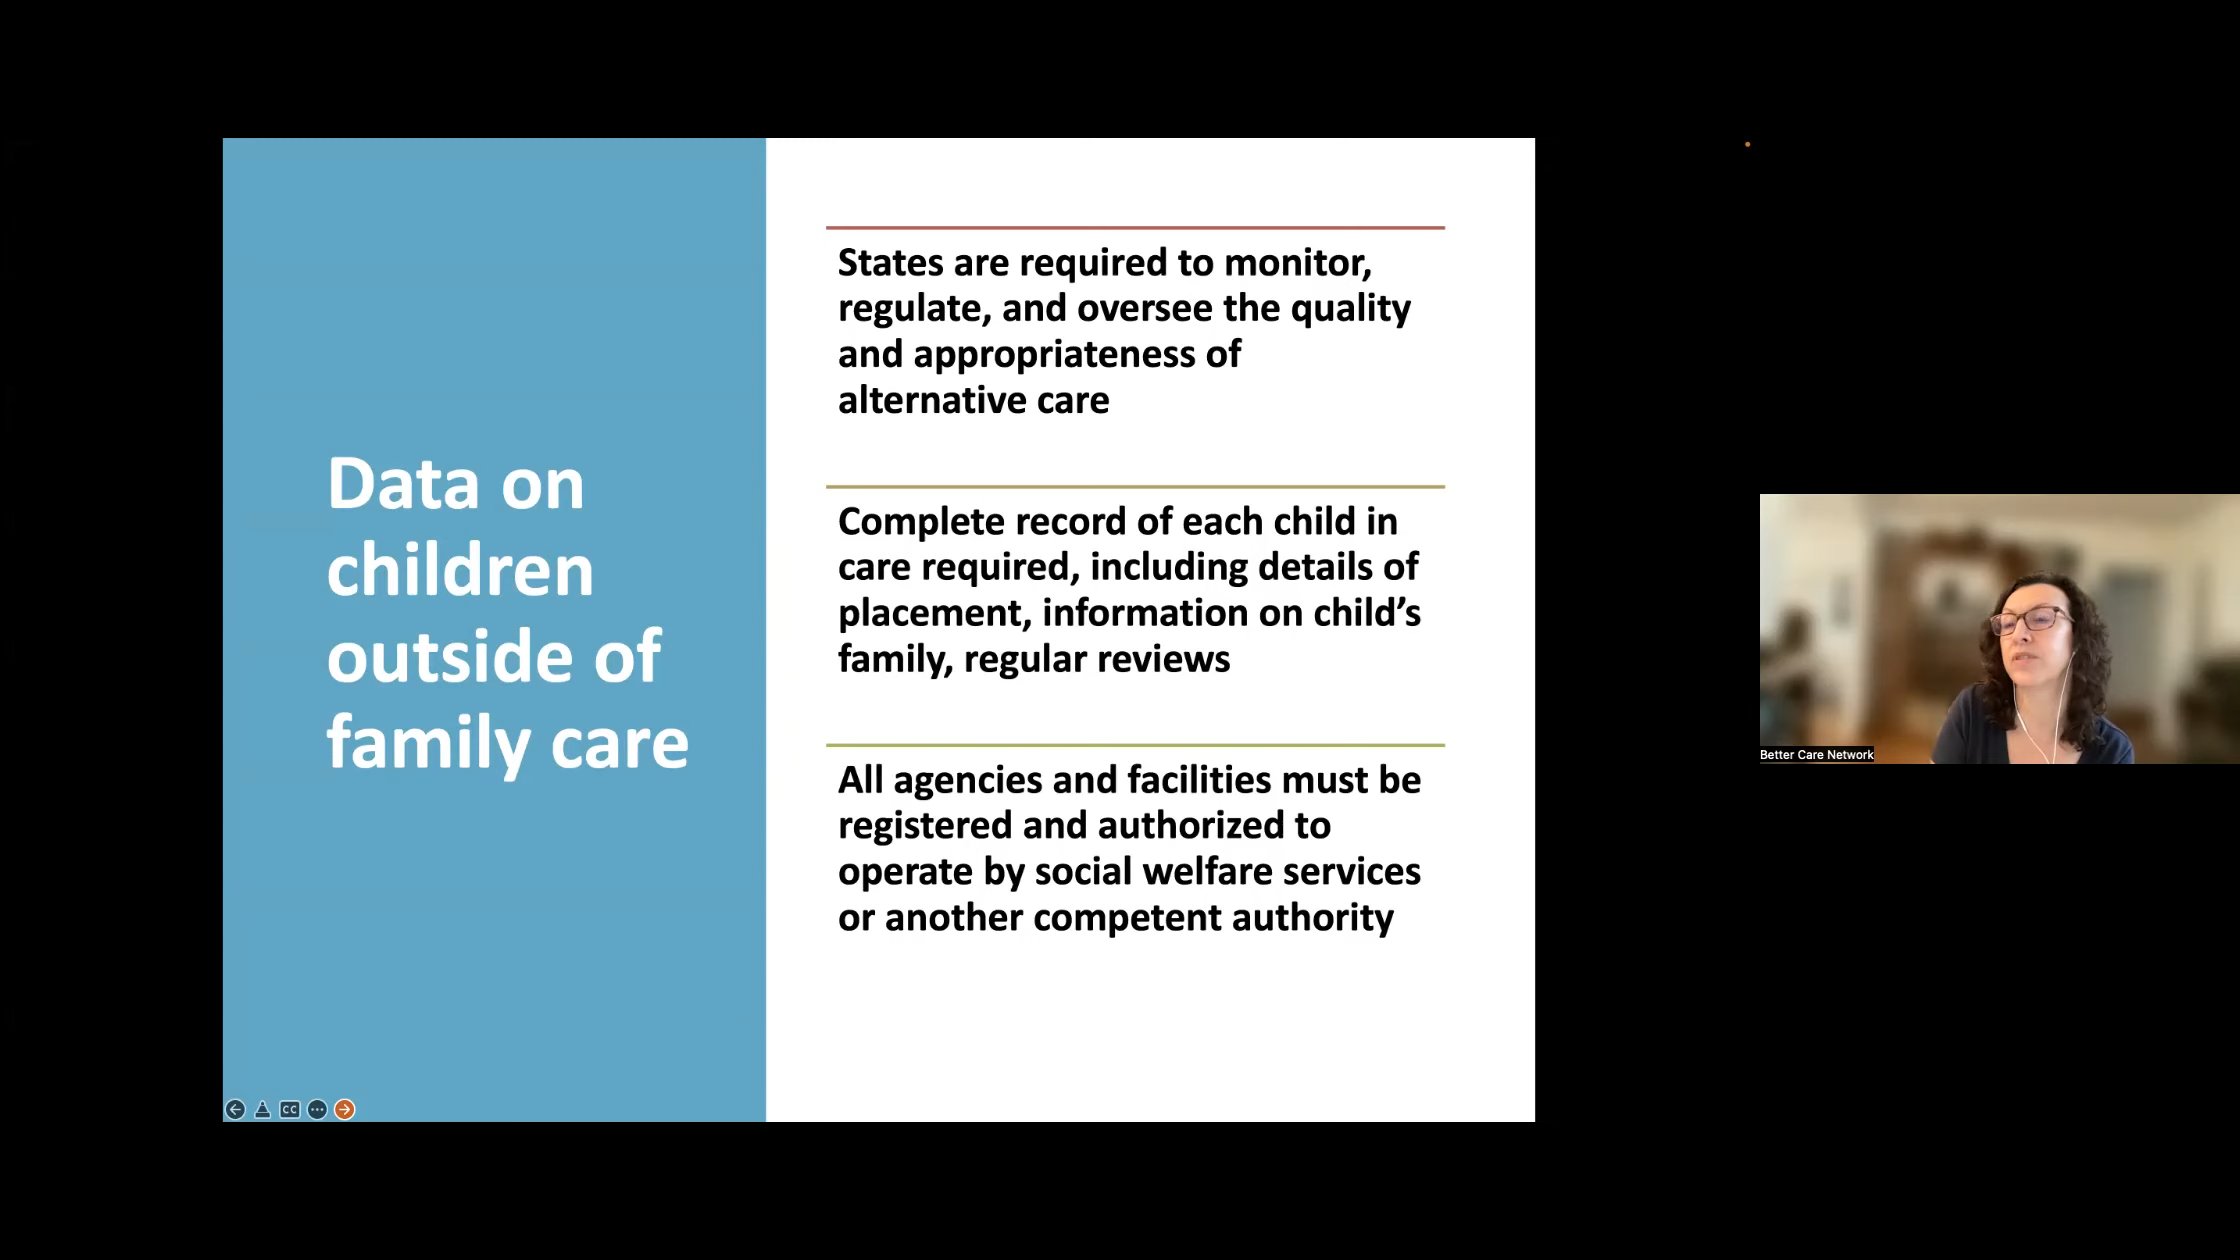 Data on
children
outside of
family care
States are required to monitor,
regulate, and oversee the quality
and appropriateness of
alternative care
Complete record of each child in
care required, including details of
placement, information on child’s
family, regular reviews
All agencies and facilities must be
registered and authorized to
operate by social welfare services
or another competent authority
CC
Better Care Network